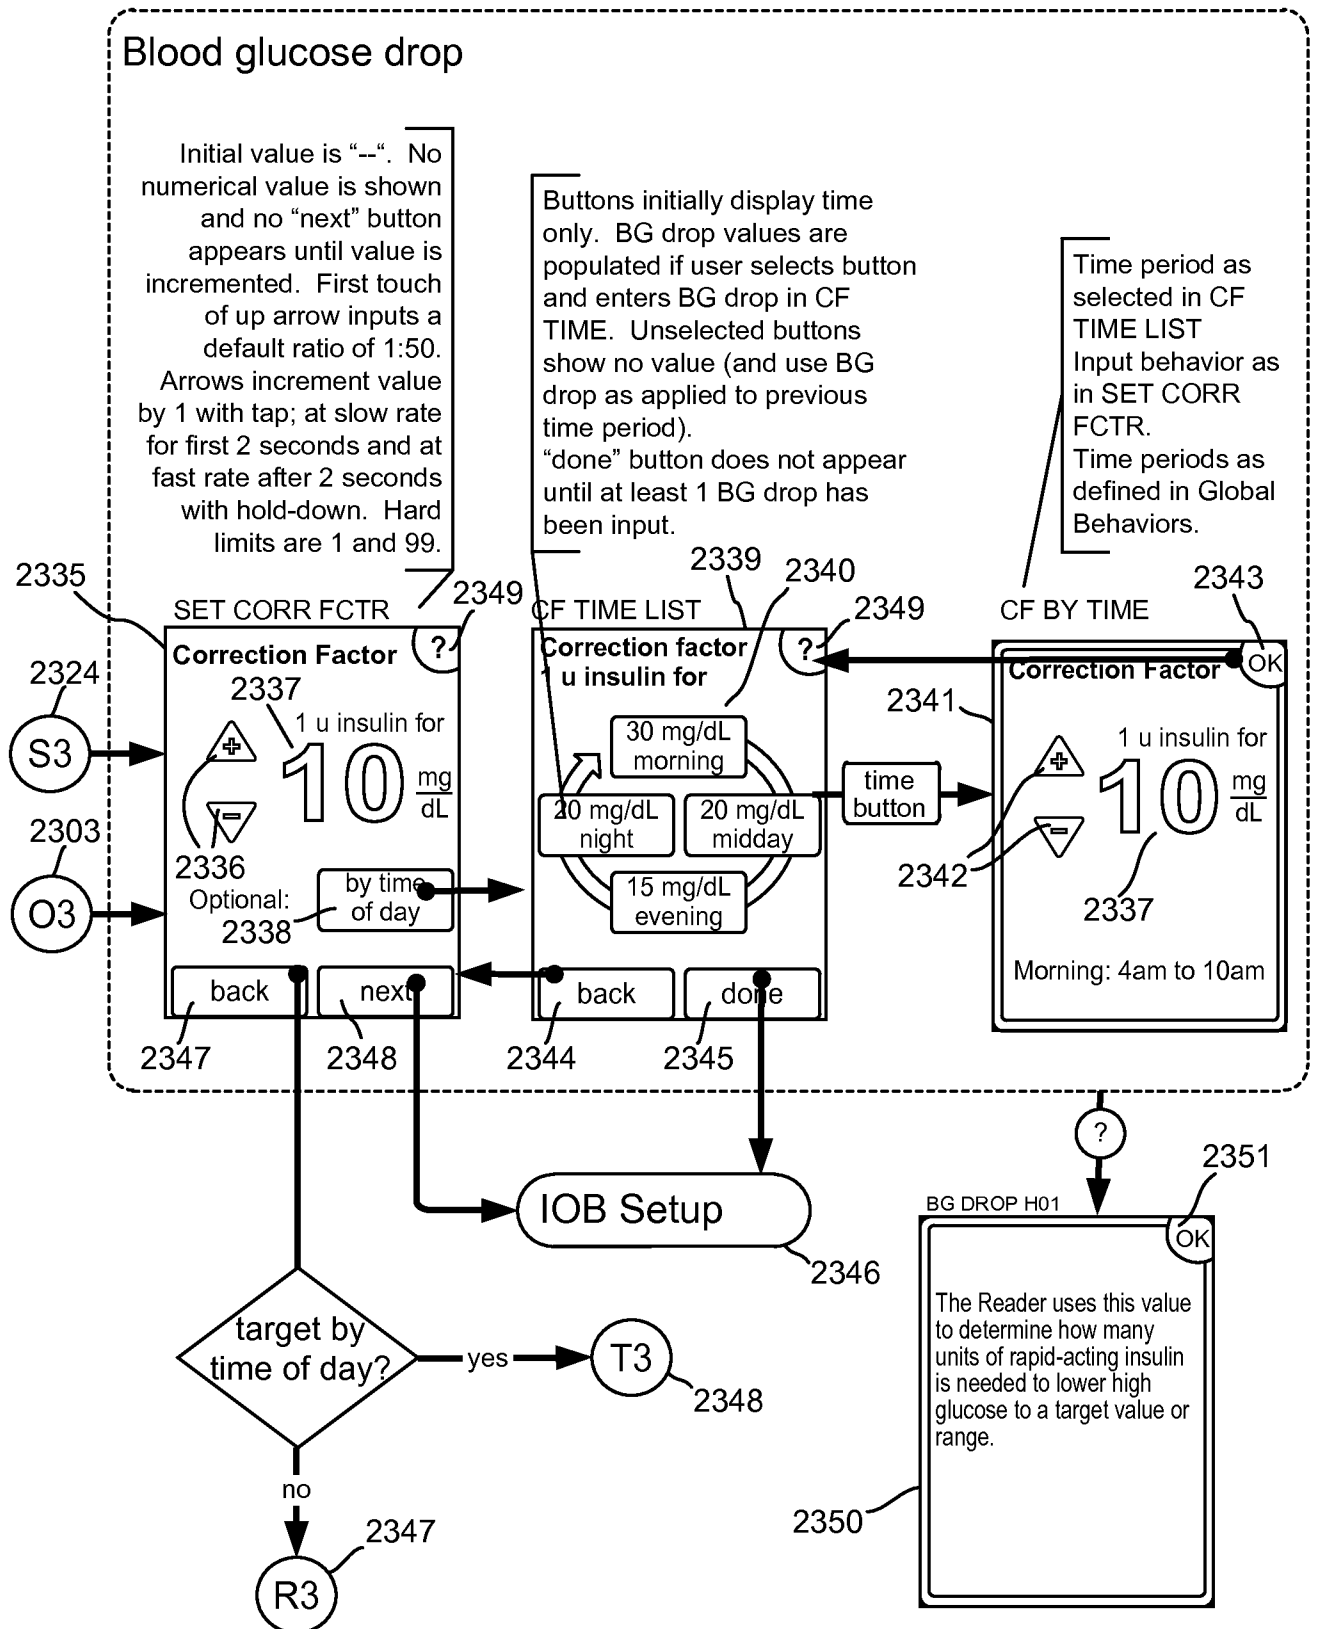 Blood glucose drop
Initial value is “--“. No
numerical value is shown
and no “next” button
appears until value is
incremented. First touch
of up arrow inputs a
default ratio of 1:50.
Arrows increment value
by 1 with tap; at slow rate
for first 2 seconds and at
fast rate after 2 seconds
with hold-down. Hard
limits are 1 and 99.
Buttons initially display time
only. BG drop values are
populated if user selects button
and enters BG drop in CF
TIME. Unselected buttons
show no value (and use BG
drop as applied to previous
time period).
“done” button does not appear
until at least 1 BG drop has
been input.
Time period as
selected in CF
TIME LIST
Input behavior as
in SET CORR
FCTR.
Time periods as
defined in Global
Behaviors.
2335
SET CORR FCTR
2349
Correction Factor
?
2337
1 u insulin for
+
10
mg
dL
-
2336
Optional:
by time
of day
2338
back
next
2347
2348
2324
S3
2303
O3
2339
2340
CF TIME LIST
2349
Correction factor
1 u insulin for
?
30 mg/dL
morning
20 mg/dL
night
20 mg/dL
midday
15 mg/dL
evening
back
done
2344
2345
time
button
2343
CF BY TIME
OK
Correction Factor
2341
1 u insulin for
+
10
mg
dL
-
2342
2337
Morning: 4am to 10am
?
2351
BG DROP H01
OK
The Reader uses this value
to determine how many
units of rapid-acting insulin
is needed to lower high
glucose to a target value or
range.
2350
IOB Setup
2346
target by
time of day?
yes
T3
2348
no
2347
R3